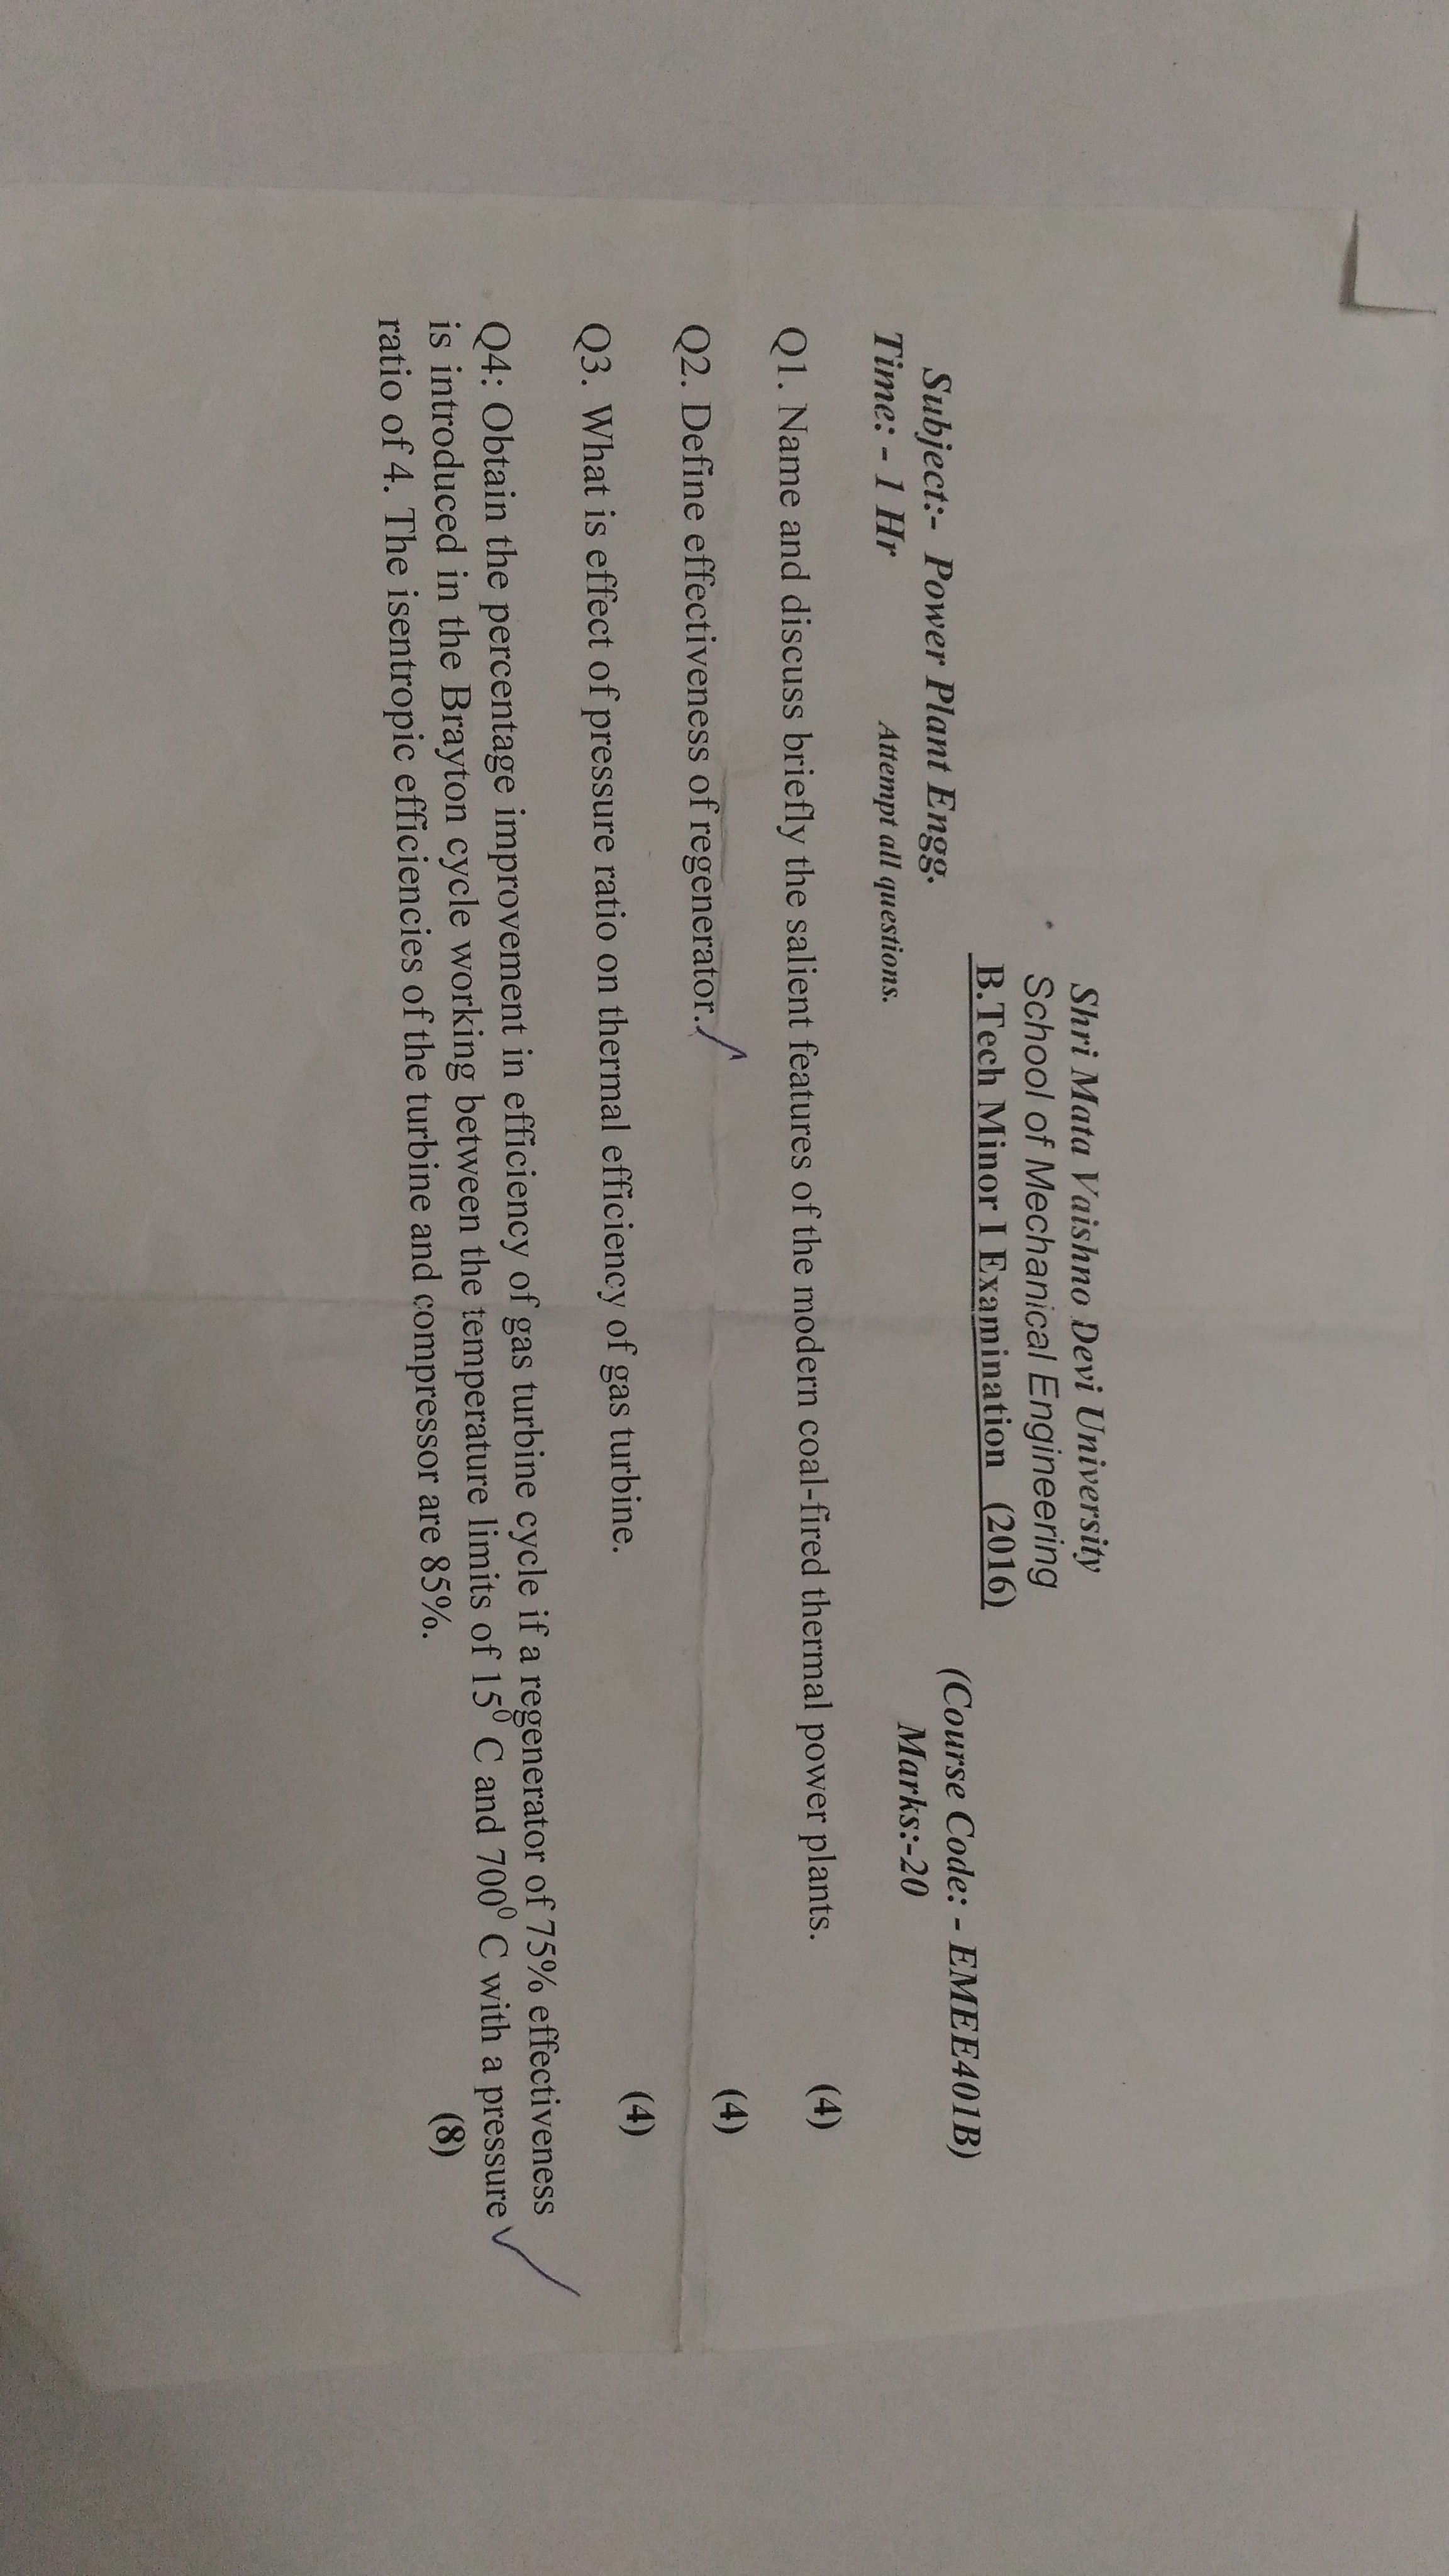 Shri Mata Vaishno Devi University
School of Mechanical Engineering
B.Tech Minor I Examination (2016)
Subject:- Power Plant Engg. (Course Code: - EMEE401B)
Time: - 1 Hr Attempt all questions. Marks:-20
Q1. Name and discuss briefly the salient features of the modern coal-fired thermal power plants. (4)
Q2. Define effectiveness of regenerator. (4)
Q3. What is effect of pressure ratio on thermal efficiency of gas turbine. (4)
Q4: Obtain the percentage improvement in efficiency of gas turbine cycle if a regenerator of 75% effectiveness
is introduced in the Brayton cycle working between the temperature limits of 15⁰ C and 700⁰ C with a pressure
ratio of 4. The isentropic efficiencies of the turbine and compressor are 85%. (8)